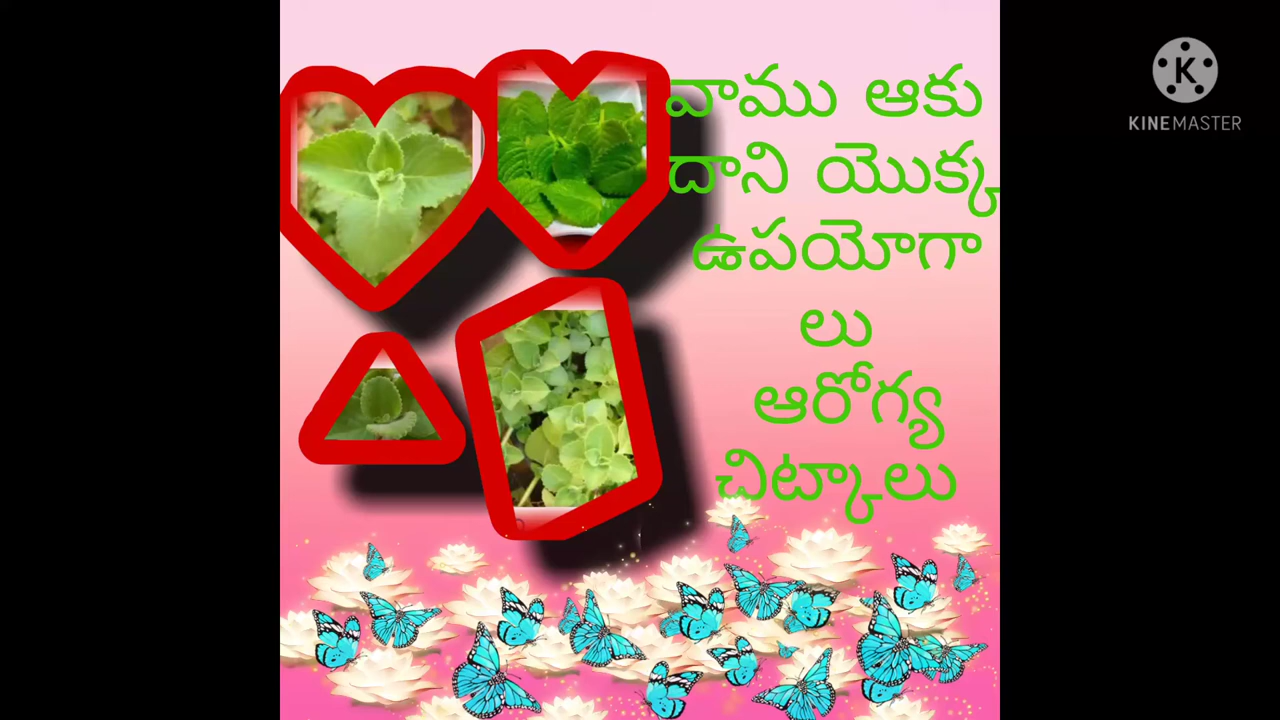 వాము ఆకు
దాని యొక్క
ఉపయోగా
లు
ఆరోగ్య
చిట్కాలు
KINEMASTER